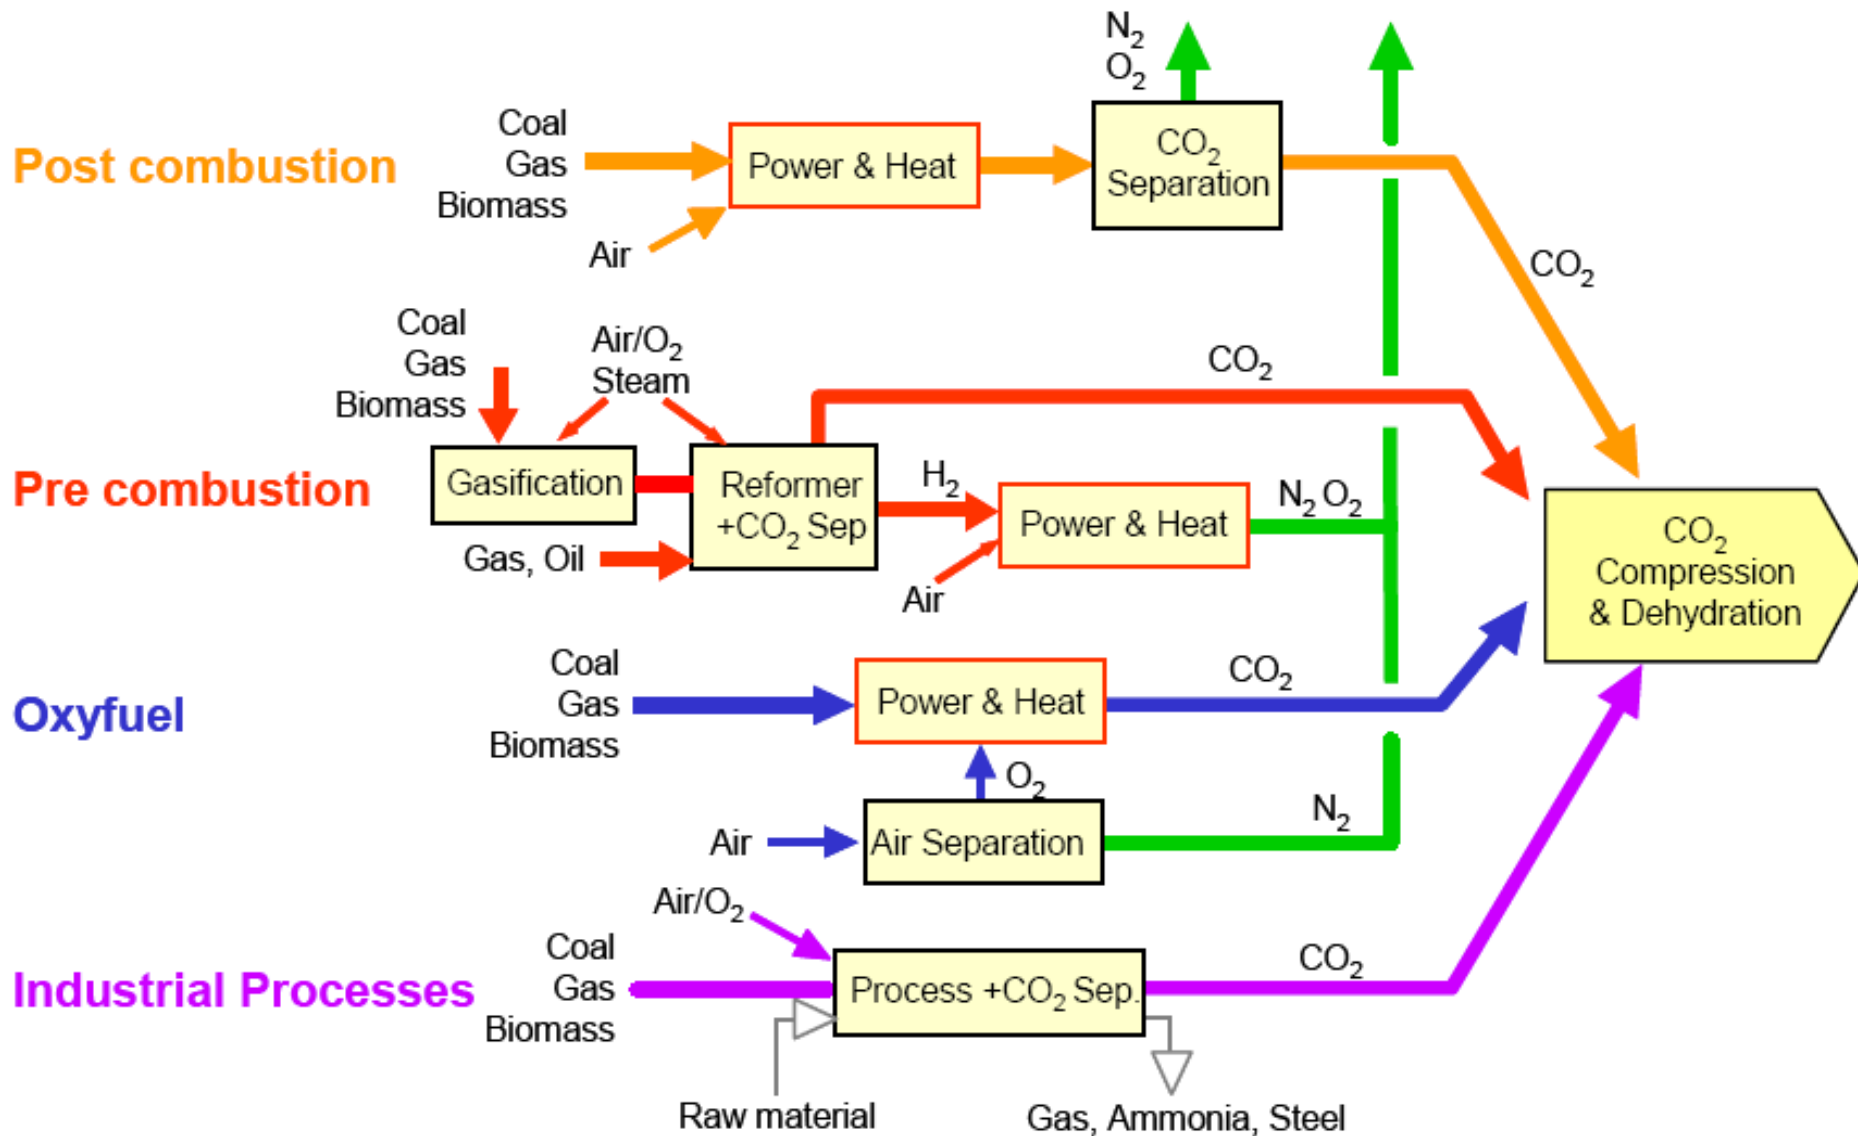 N₂
O₂
Post combustion
Coal
Gas
Biomass
Air
Power & Heat
CO₂
Separation
CO₂
Pre combustion
Coal
Gas
Biomass
Air/O₂
Steam
Gasification
Gas, Oil
Reformer
+CO₂ Sep
CO₂
H₂
Air
Power & Heat
N₂ O₂
CO₂
Compression
& Dehydration
Oxyfuel
Coal
Gas
Biomass
Power & Heat
CO₂
O₂
Air
Air Separation
N₂
Industrial Processes
Air/O₂
Coal
Gas
Biomass
Process +CO₂ Sep.
CO₂
Raw material
Gas, Ammonia, Steel